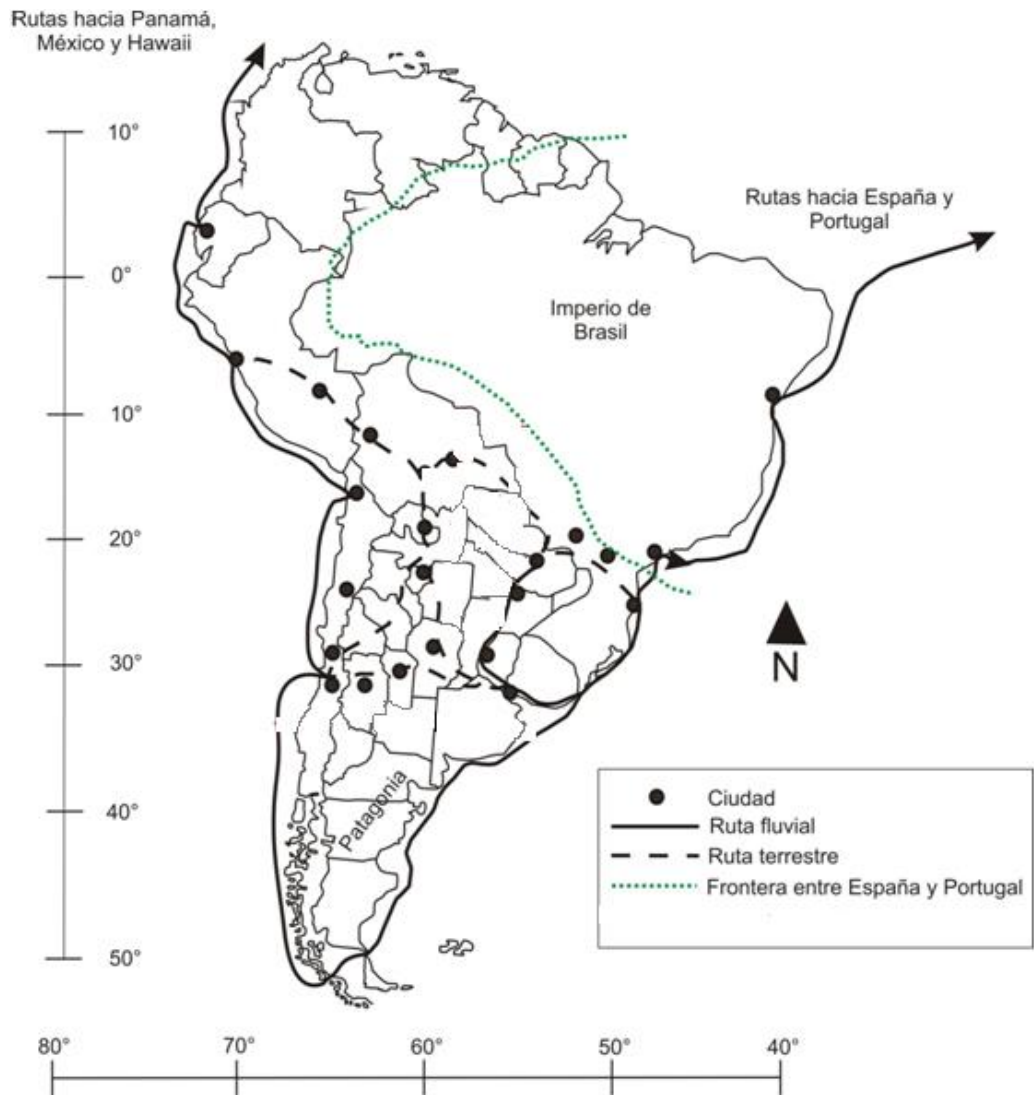 Rutas hacia Panamá,
México y Hawaii
10°
0°
10°
20°
30°
40°
50°
Rutas hacia España y
Portugal
Imperio de
Brasil
N
Patagonia
Ciudad
Ruta fluvial
Ruta terrestre
Frontera entre España y Portugal
80°
70°
60°
50°
40°